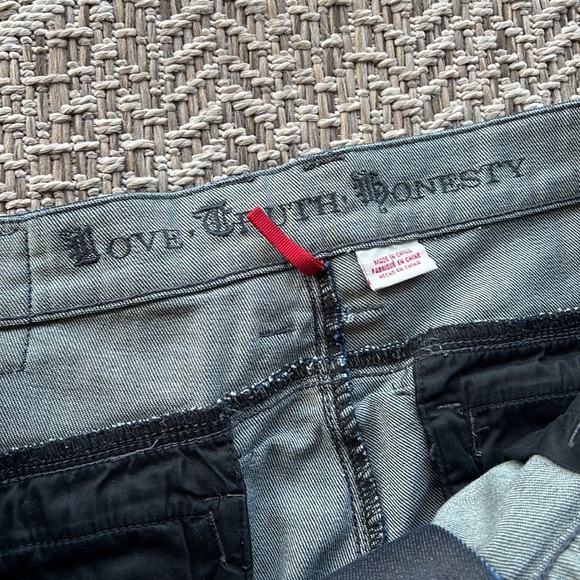 Love · Truth · Honesty
MADE IN CHINA
FABRIQUÉ EN CHINE
HECHO EN CHINA